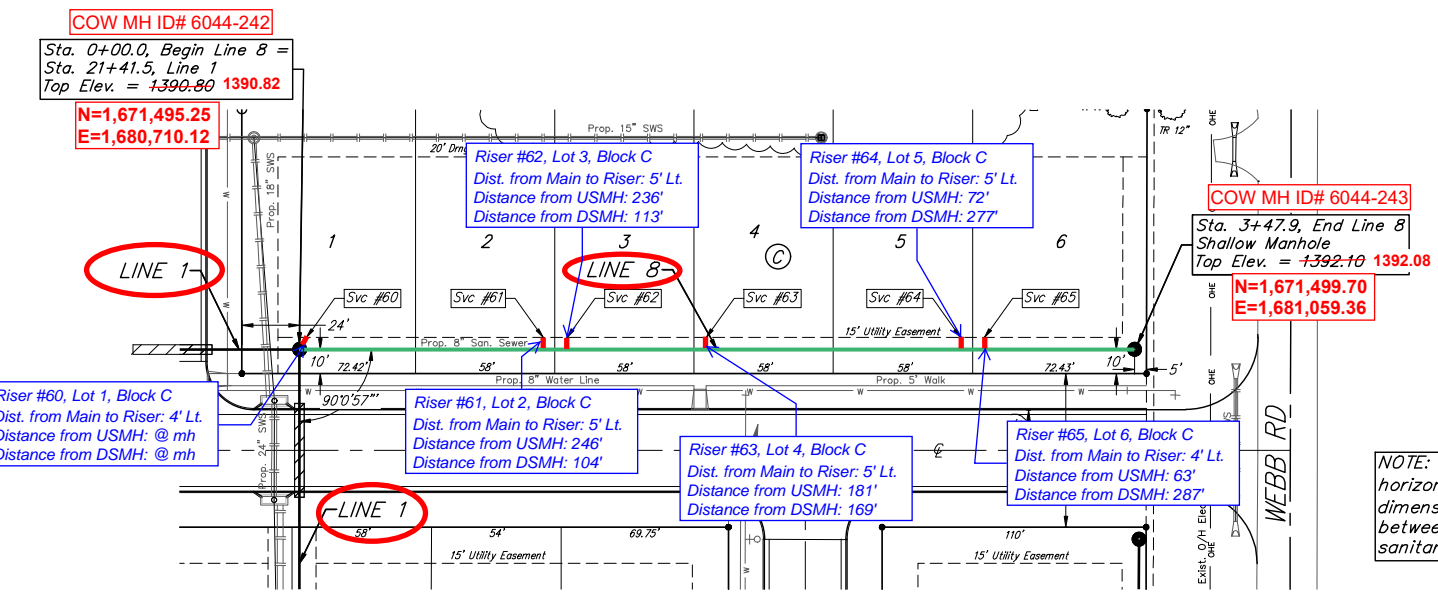 COW MH ID# 6044-242
Sta. 0+00.0, Begin Line 8 =
Sta. 21+41.5, Line 1
Top Elev. = 1390.80 1390.82
N=1,671,495.25
E=1,680,710.12
Prop. 15" SWS
20' Drng
Prop. 18" SWS
W
TR 12"
OHE
Riser #62, Lot 3, Block C
Dist. from Main to Riser: 5' Lt.
Distance from USMH: 236'
Distance from DSMH: 113'
Riser #64, Lot 5, Block C
Dist. from Main to Riser: 5' Lt.
Distance from USMH: 72'
Distance from DSMH: 277'
COW MH ID# 6044-243
Sta. 3+47.9, End Line 8
Shallow Manhole
Top Elev. = 1392.10 1392.08
N=1,671,499.70
E=1,681,059.36
1
2
3
4
C
5
6
LINE 1
LINE 8
Svc #60
Svc #61
Svc #62
Svc #63
Svc #64
Svc #65
OHE
24'
15' Utility Easement
Prop. 8" San. Sewer
10'
72.42'
58'
58'
58'
58'
72.43'
10'
5'
Prop. 8" Water Line
Prop. 5' Walk
W
W
W
W
90°0'57"
Riser #60, Lot 1, Block C
Dist. from Main to Riser: 4' Lt.
Distance from USMH: @ mh
Distance from DSMH: @ mh
Riser #61, Lot 2, Block C
Dist. from Main to Riser: 5' Lt.
Distance from USMH: 246'
Distance from DSMH: 104'
Riser #63, Lot 4, Block C
Dist. from Main to Riser: 5' Lt.
Distance from USMH: 181'
Distance from DSMH: 169'
Riser #65, Lot 6, Block C
Dist. from Main to Riser: 4' Lt.
Distance from USMH: 63'
Distance from DSMH: 287'
Prop. 24" SWS
℄
WEBB RD
NOTE:
horizon
dimens
between
sanitar
LINE 1
58'
54'
69.75'
110'
15' Utility Easement
15' Utility Easement
W
Exist. O/H Elec
OHE